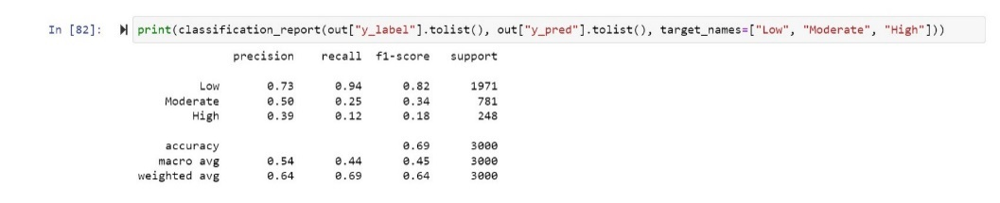 In [82]: print(classification_report(out["y_label"].tolist(), out["y_pred"].tolist(), target_names=["Low", "Moderate", "High"]))
precision recall f1-score support
Low 0.73 0.94 0.82 1971
Moderate 0.50 0.25 0.34 781
High 0.39 0.12 0.18 248
accuracy 0.69 3000
macro avg 0.54 0.44 0.45 3000
weighted avg 0.64 0.69 0.64 3000